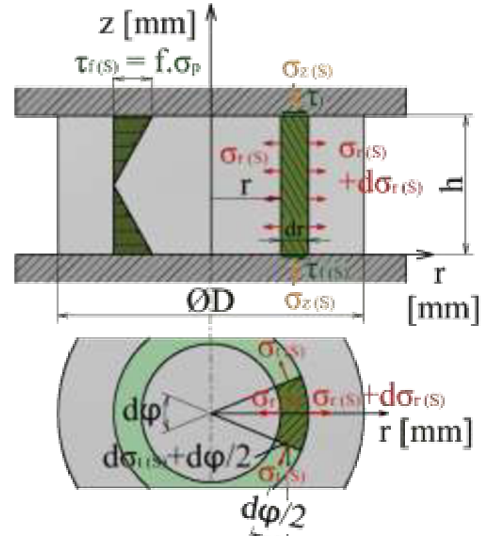 z [mm]
τf(S) = f.σp
σz(S)
τf
σr(S)
σr(S)
+dσr(S)
r
h
dr
τf(S)
r
[mm]
σz(S)
ØD
σt(S)
σr(S)
σr(S)+dσr(S)
dφ
r [mm]
dσt(S)+dφ/2
σt(S)
dφ/2